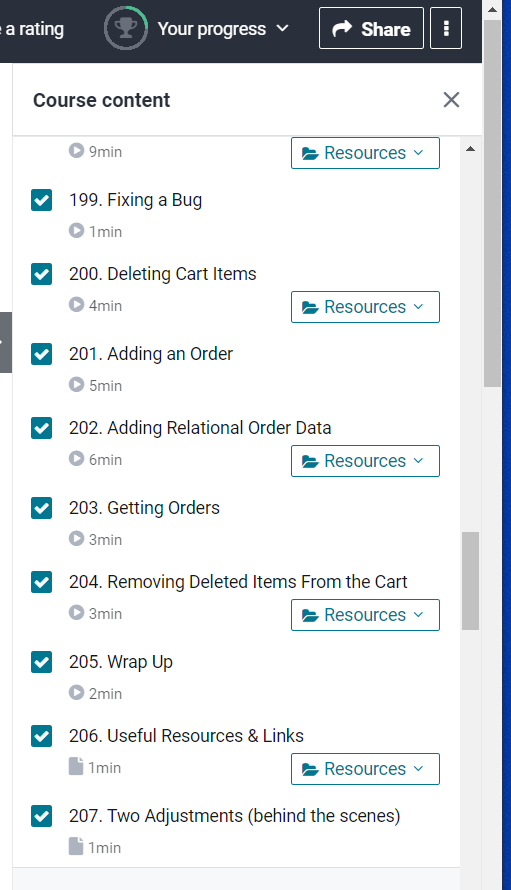 a rating
Your progress
Share
Course content
9min
Resources
199. Fixing a Bug
1min
200. Deleting Cart Items
4min
Resources
201. Adding an Order
5min
202. Adding Relational Order Data
6min
Resources
203. Getting Orders
3min
204. Removing Deleted Items From the Cart
3min
Resources
205. Wrap Up
2min
206. Useful Resources & Links
1min
Resources
207. Two Adjustments (behind the scenes)
1min